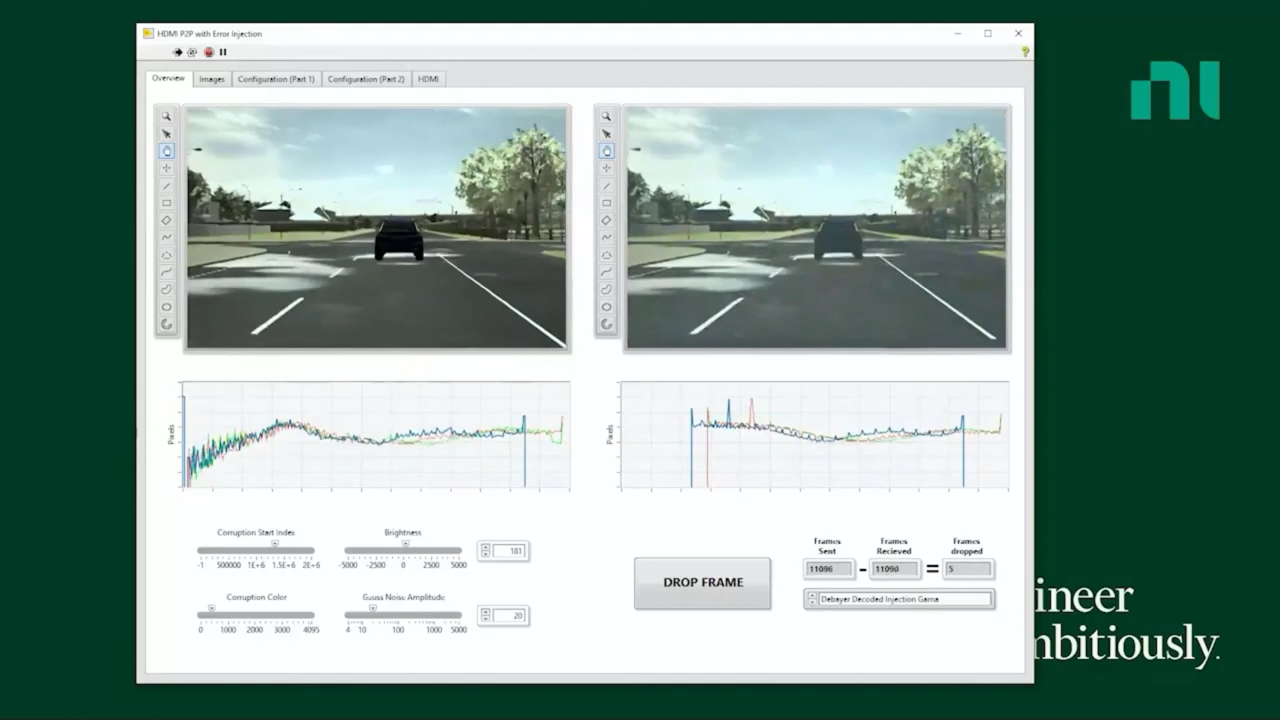 HDMI P2P with Error Injection
Overview
Images
Configuration (Part 1)
Configuration (Part 2)
HDMI
Pixels
Pixels
Corruption Start Index
-1 500000 1E+6 1.5E+6 2E+6
Brightness
-5000 -2500 0 2500 5000
181
Corruption Color
0 1000 2000 3000 4095
Gauss Noise Amplitude
4 10 100 1000 5000
20
DROP FRAME
Frames
Sent
Frames
Recieved
Frames
dropped
11096 - 11090 = 5
Debayer Decoded Injection Gama
ineer
mbitiously.